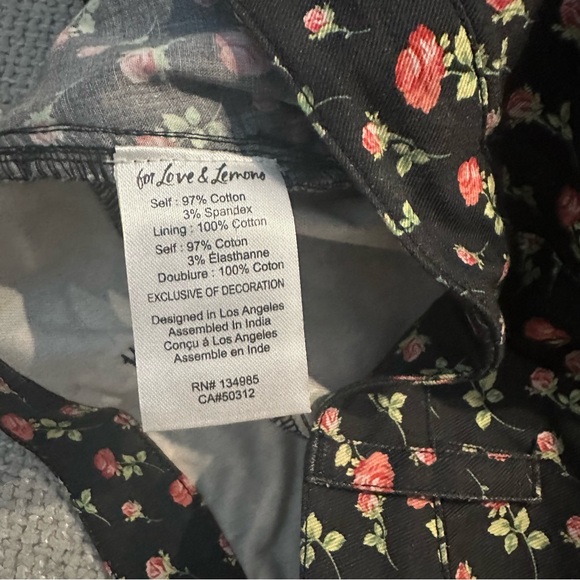 for Love & Lemons
Self : 97% Cotton
3% Spandex
Lining : 100% Cotton
Self : 97% Coton
3% Élasthanne
Doublure : 100% Coton
EXCLUSIVE OF DECORATION
Designed in Los Angeles
Assembled in India
Conçu à Los Angeles
Assemble en Inde
RN# 134985
CA#50312